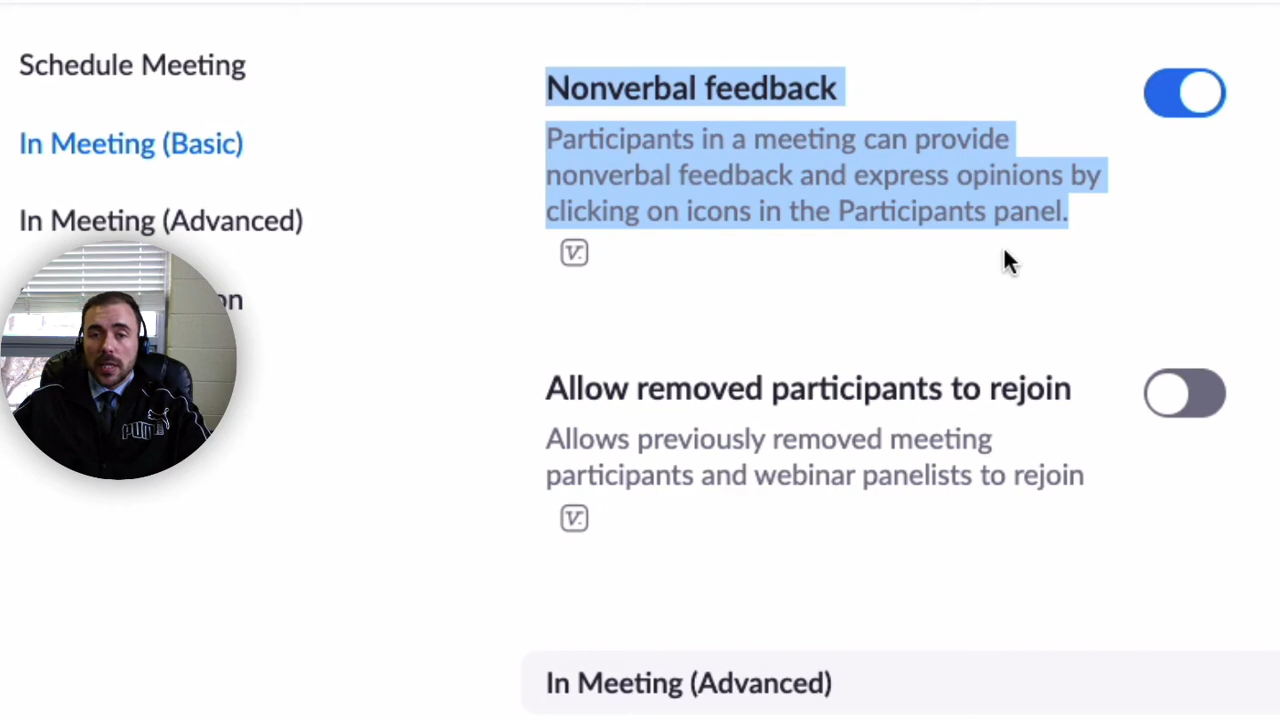 Schedule Meeting
In Meeting (Basic)
In Meeting (Advanced)
on
Nonverbal feedback
Participants in a meeting can provide
nonverbal feedback and express opinions by
clicking on icons in the Participants panel.
Allow removed participants to rejoin
Allows previously removed meeting
participants and webinar panelists to rejoin
In Meeting (Advanced)
PUMA